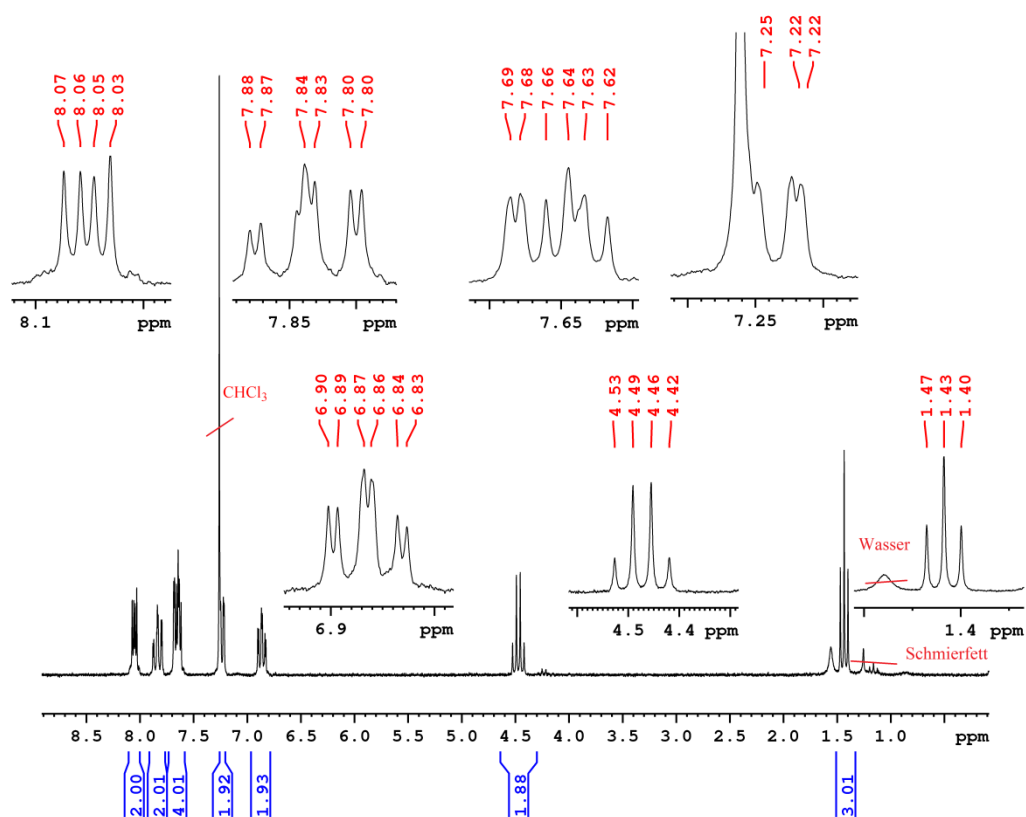 8.07 8.06 8.05 8.03
7.88 7.87 7.84 7.83 7.80 7.80
7.69 7.68 7.66 7.64 7.63 7.62
7.25 7.22 7.22
8.1 ppm
7.85 ppm
7.65 ppm
7.25 ppm
CHCl₃
6.90 6.89 6.87 6.86 6.84 6.83
4.53 4.49 4.46 4.42
1.47 1.43 1.40
Wasser
6.9 ppm
4.5 4.4 ppm
1.4 ppm
Schmierfett
8.5 8.0 7.5 7.0 6.5 6.0 5.5 5.0 4.5 4.0 3.5 3.0 2.5 2.0 1.5 1.0 ppm
2.00 2.01 4.01 1.92 1.93 1.88 3.01